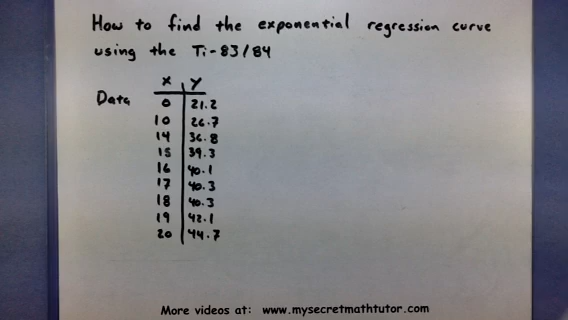 How to find the exponential regression curve
using the Ti-83/84
Data
x y
0 21.2
10 26.7
14 36.8
15 39.3
16 40.1
17 40.3
18 40.3
19 42.1
20 44.7
More videos at: www.mysecretmathtutor.com